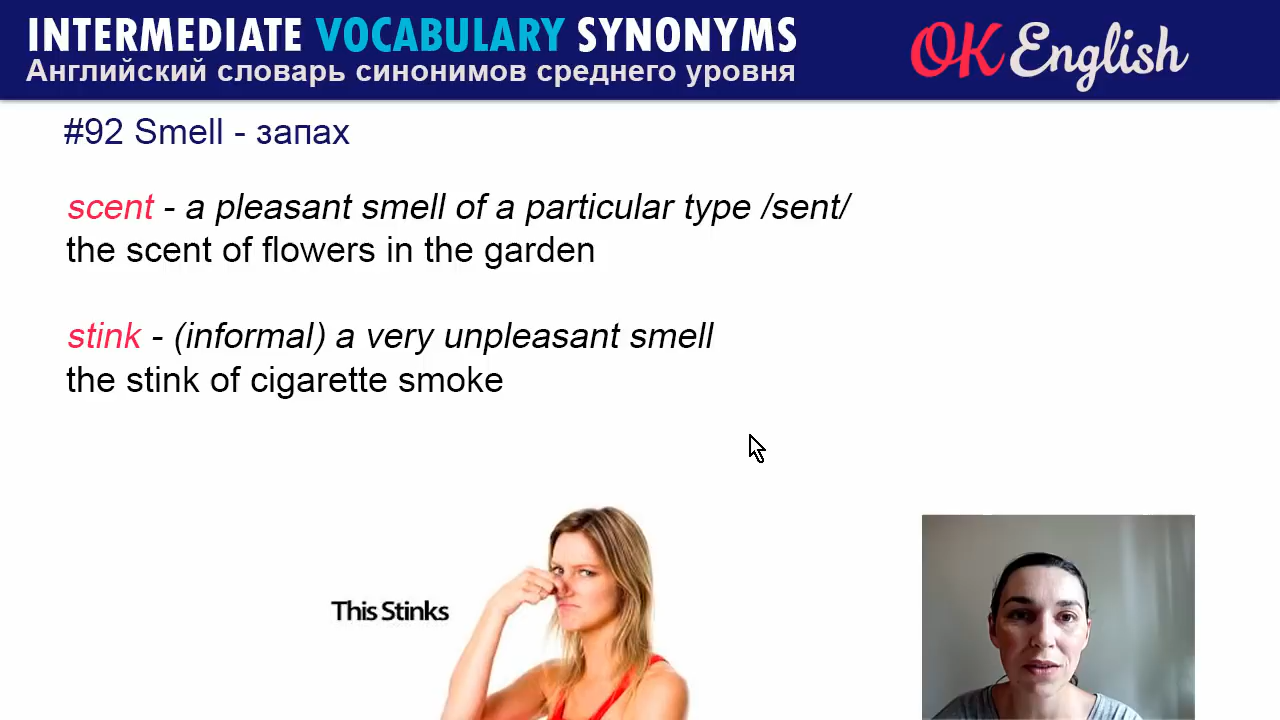 INTERMEDIATE VOCABULARY SYNONYMS
Английский словарь синонимов среднего уровня
OK English
#92 Smell - запах
scent - a pleasant smell of a particular type /sent/
the scent of flowers in the garden
stink - (informal) a very unpleasant smell
the stink of cigarette smoke
This Stinks